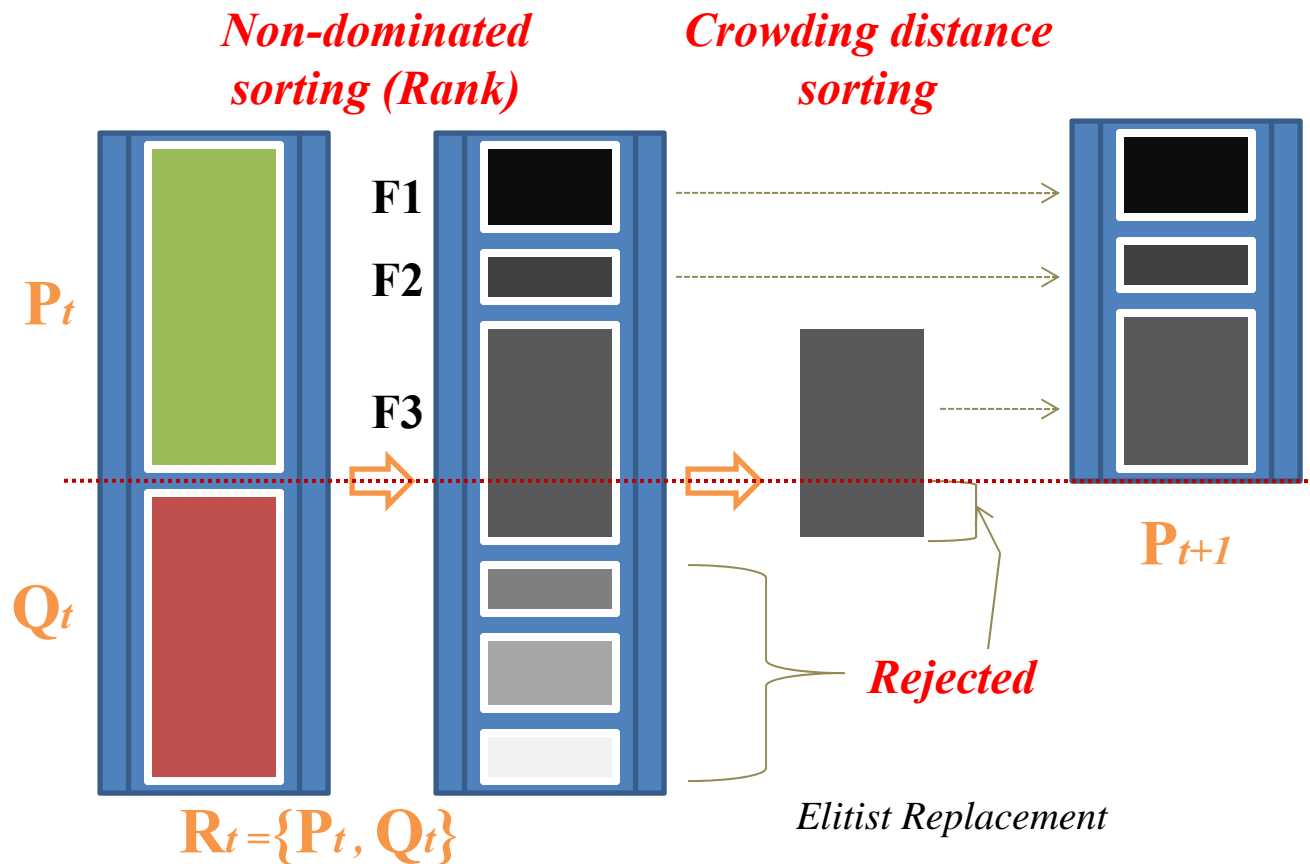 Non-dominated
sorting (Rank)
Crowding distance
sorting
F1
F2
Pt
F3
Pt+1
Qt
Rejected
Elitist Replacement
Rt ={Pt , Qt}